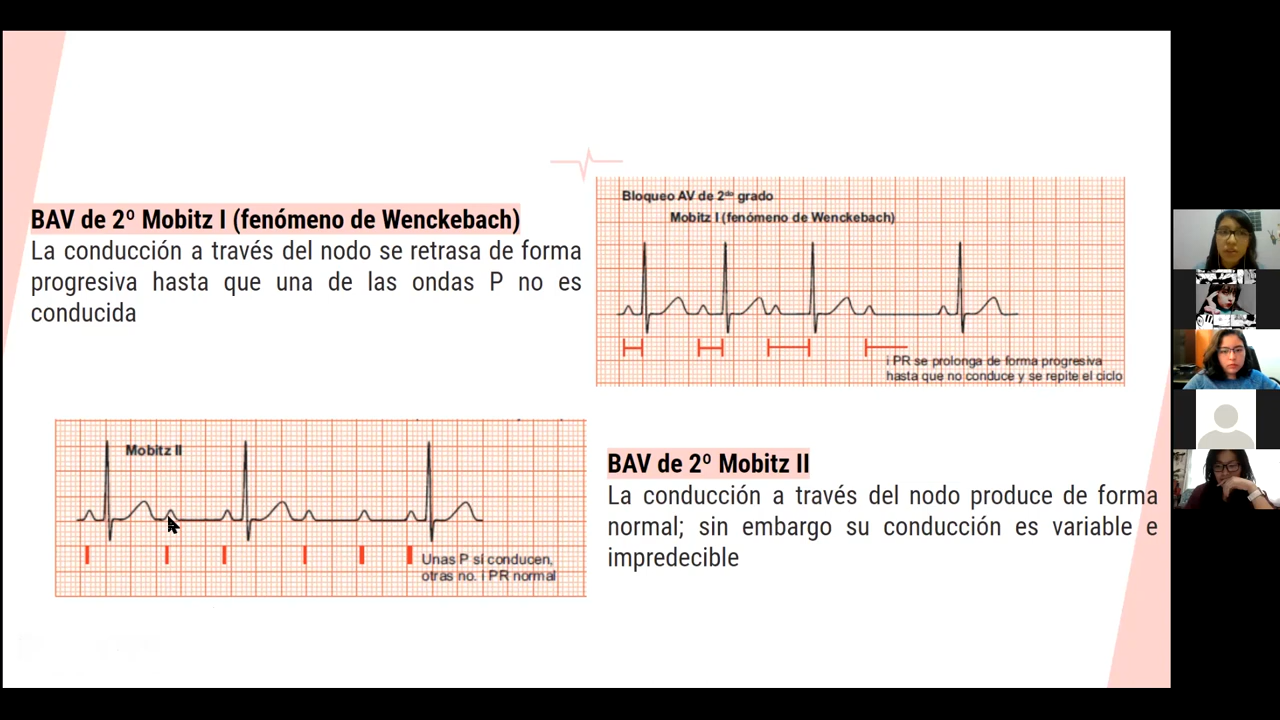 BAV de 2º Mobitz I (fenómeno de Wenckebach)
La conducción a través del nodo se retrasa de forma
progresiva hasta que una de las ondas P no es
conducida
Bloqueo AV de 2do grado
Mobitz I (fenómeno de Wenckebach)
i PR se prolonga de forma progresiva
hasta que no conduce y se repite el ciclo
Mobitz II
Unas P sI conducen,
otras no. i PR normal
BAV de 2º Mobitz II
La conducción a través del nodo produce de forma
normal; sin embargo su conducción es variable e
impredecible